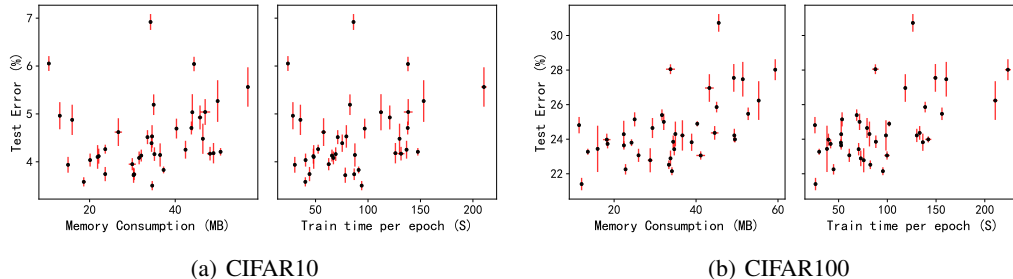 7
6
5
4
Test Error (%)
20 40
Memory Consumption (MB)
0 50 100 150 200
Train time per epoch (S)
30
28
26
24
22
Test Error (%)
20 40 60
Memory Consumption (MB)
50 100 150 200
Train time per epoch (S)
(a) CIFAR10
(b) CIFAR100